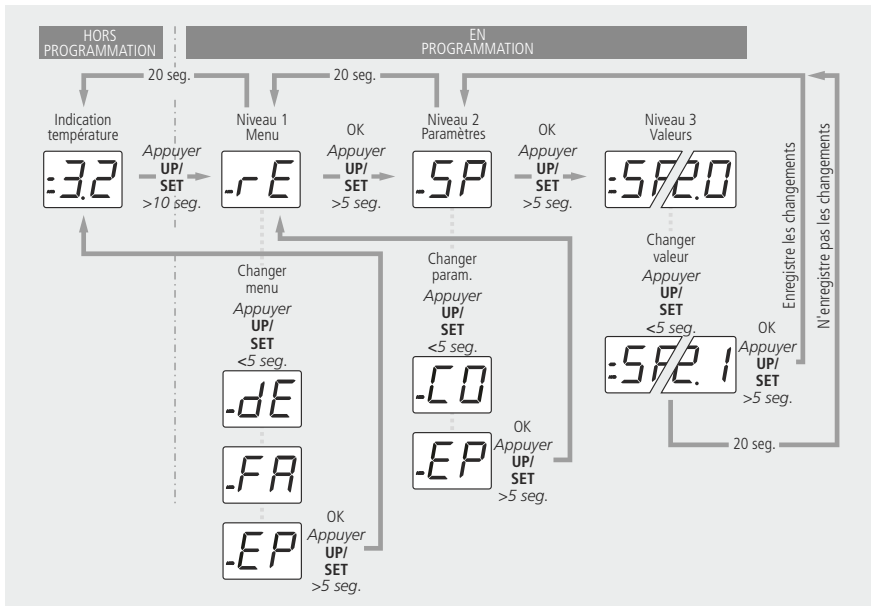 HORS
PROGRAMMATION
EN
PROGRAMMATION
20 seg.
20 seg.
Indication
température
Niveau 1
Menu
Niveau 2
Paramètres
Niveau 3
Valeurs
:3.2
Appuyer
UP/
SET
>10 seg.
-rE
OK
Appuyer
UP/
SET
>5 seg.
-SP
OK
Appuyer
UP/
SET
>5 seg.
:SP/2.0
Enregistre les changements
N'enregistre pas les changements
Changer
menu
Appuyer
UP/
SET
<5 seg.
Changer
param.
Appuyer
UP/
SET
<5 seg.
Changer
valeur
Appuyer
UP/
SET
<5 seg.
:SP/2.1
OK
Appuyer
UP/
SET
>5 seg.
20 seg.
-dE
-C0
-FA
-EP
OK
Appuyer
UP/
SET
>5 seg.
-EP
OK
Appuyer
UP/
SET
>5 seg.